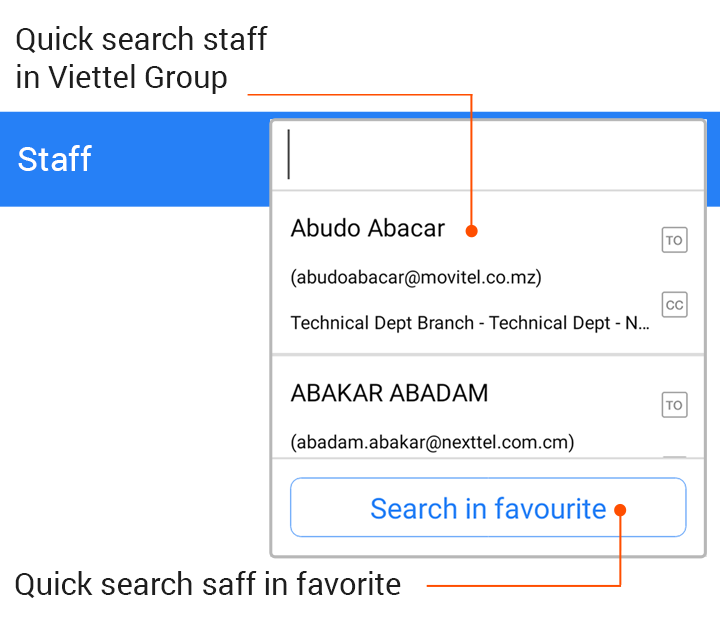 Quick search staff
in Viettel Group
Staff
Abudo Abacar
TO
(abudoabacar@movitel.co.mz)
CC
Technical Dept Branch - Technical Dept - N...
ABAKAR ABADAM
TO
(abadam.abakar@nexttel.com.cm)
Search in favourite
Quick search saff in favorite